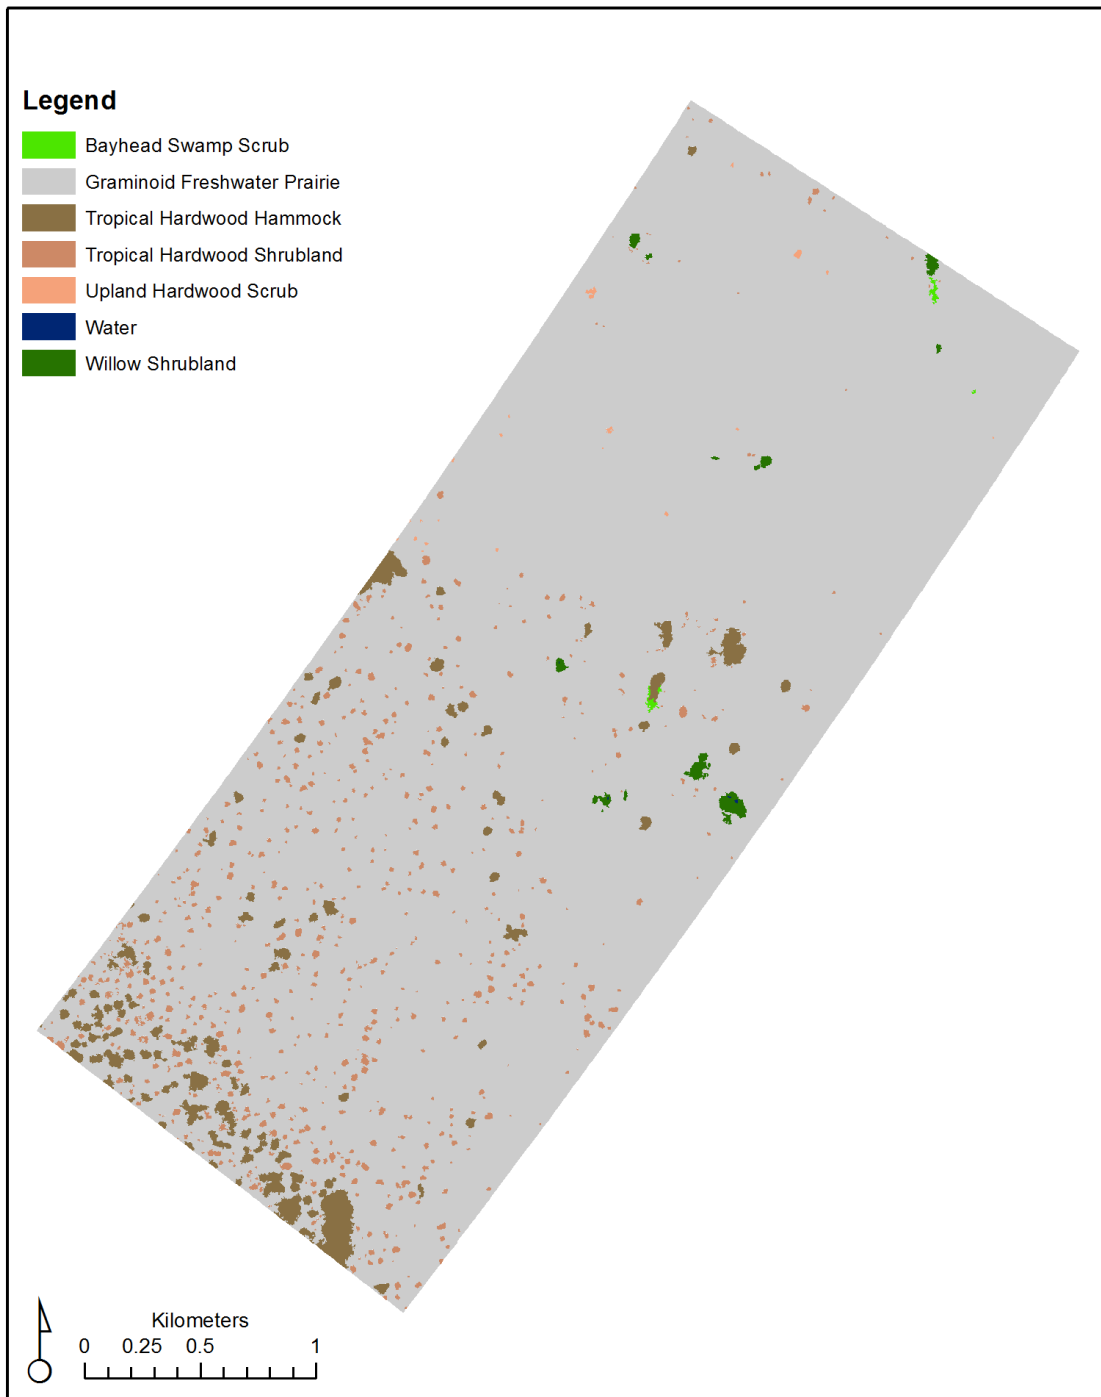 Legend
Bayhead Swamp Scrub
Graminoid Freshwater Prairie
Tropical Hardwood Hammock
Tropical Hardwood Shrubland
Upland Hardwood Scrub
Water
Willow Shrubland
Kilometers
0 0.25 0.5 1